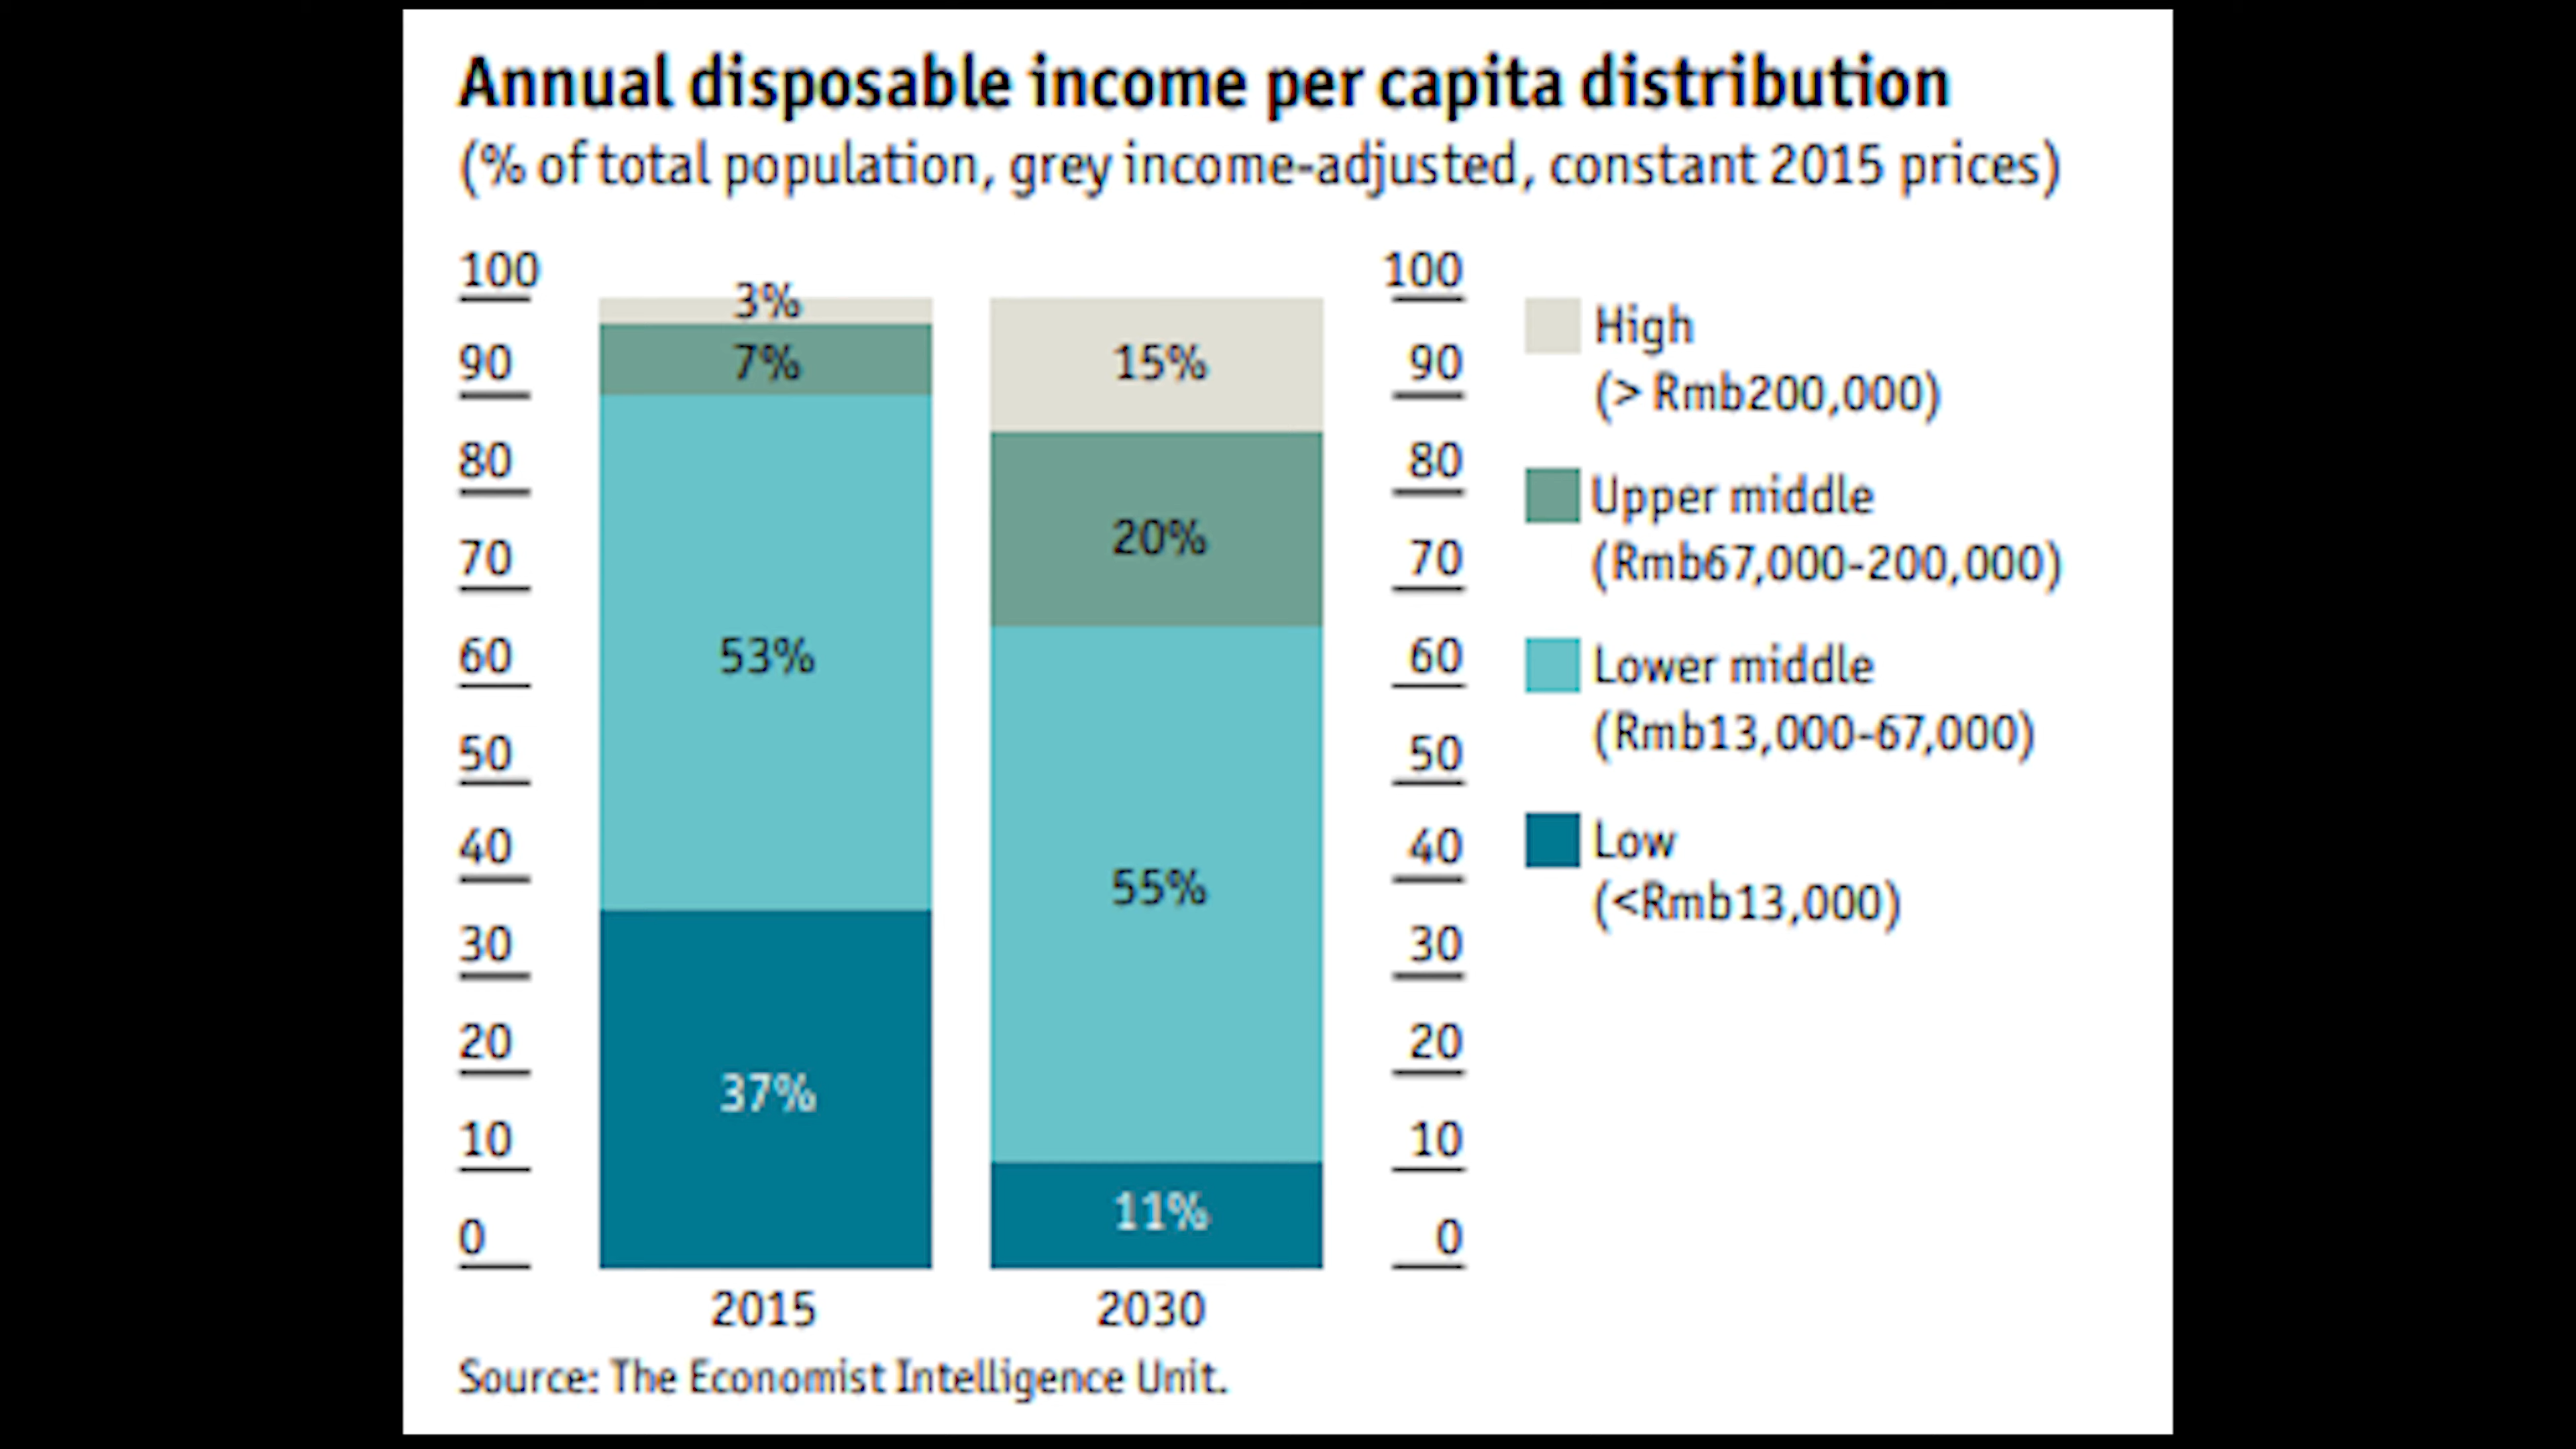 Annual disposable income per capita distribution
(% of total population, grey income-adjusted, constant 2015 prices)
100
90
80
70
60
50
40
30
20
10
0
3%
7%
53%
37%
2015
15%
20%
55%
11%
2030
100
90
80
70
60
50
40
30
20
10
0
High
(> Rmb200,000)
Upper middle
(Rmb67,000-200,000)
Lower middle
(Rmb13,000-67,000)
Low
(<Rmb13,000)
Source: The Economist Intelligence Unit.